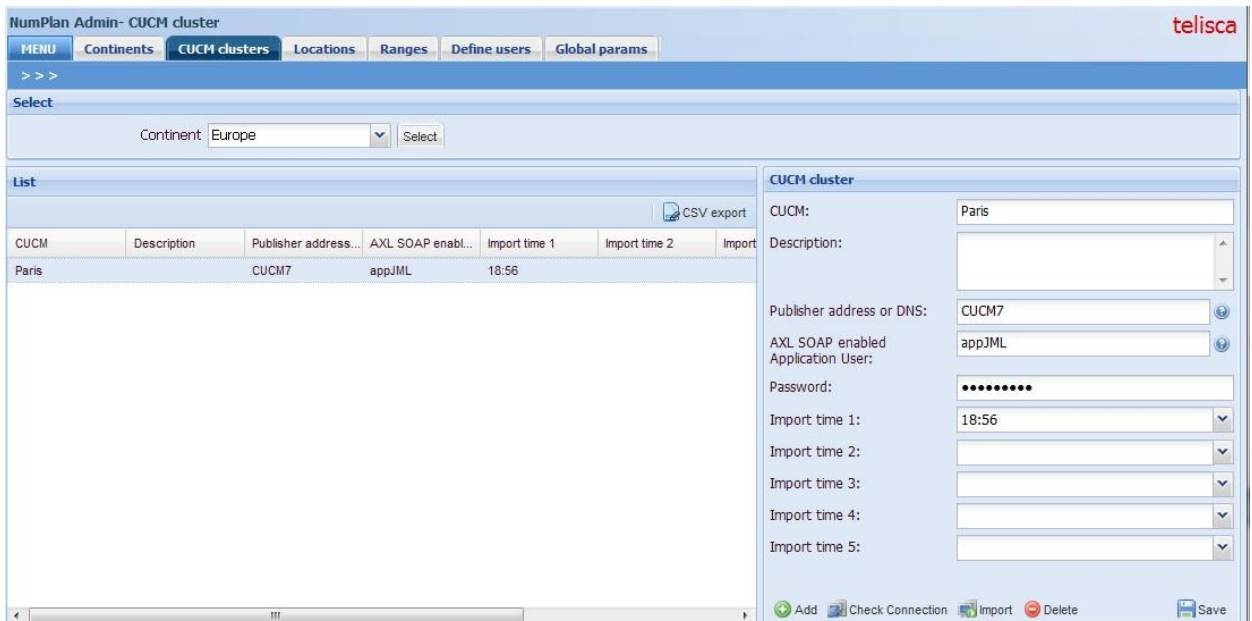 NumPlan Admin- CUCM cluster
telisca
MENU Continents CUCM clusters Locations Ranges Define users Global params
> > >
Select
Continent Europe Select
List
CSV export
CUCM Description Publisher address... AXL SOAP enabl... Import time 1 Import time 2 Import
Paris CUCM7 appJML 18:56
CUCM cluster
CUCM: Paris
Description:
Publisher address or DNS: CUCM7
AXL SOAP enabled
Application User: appJML
Password: •••••••••
Import time 1: 18:56
Import time 2:
Import time 3:
Import time 4:
Import time 5:
Add Check Connection Import Delete Save